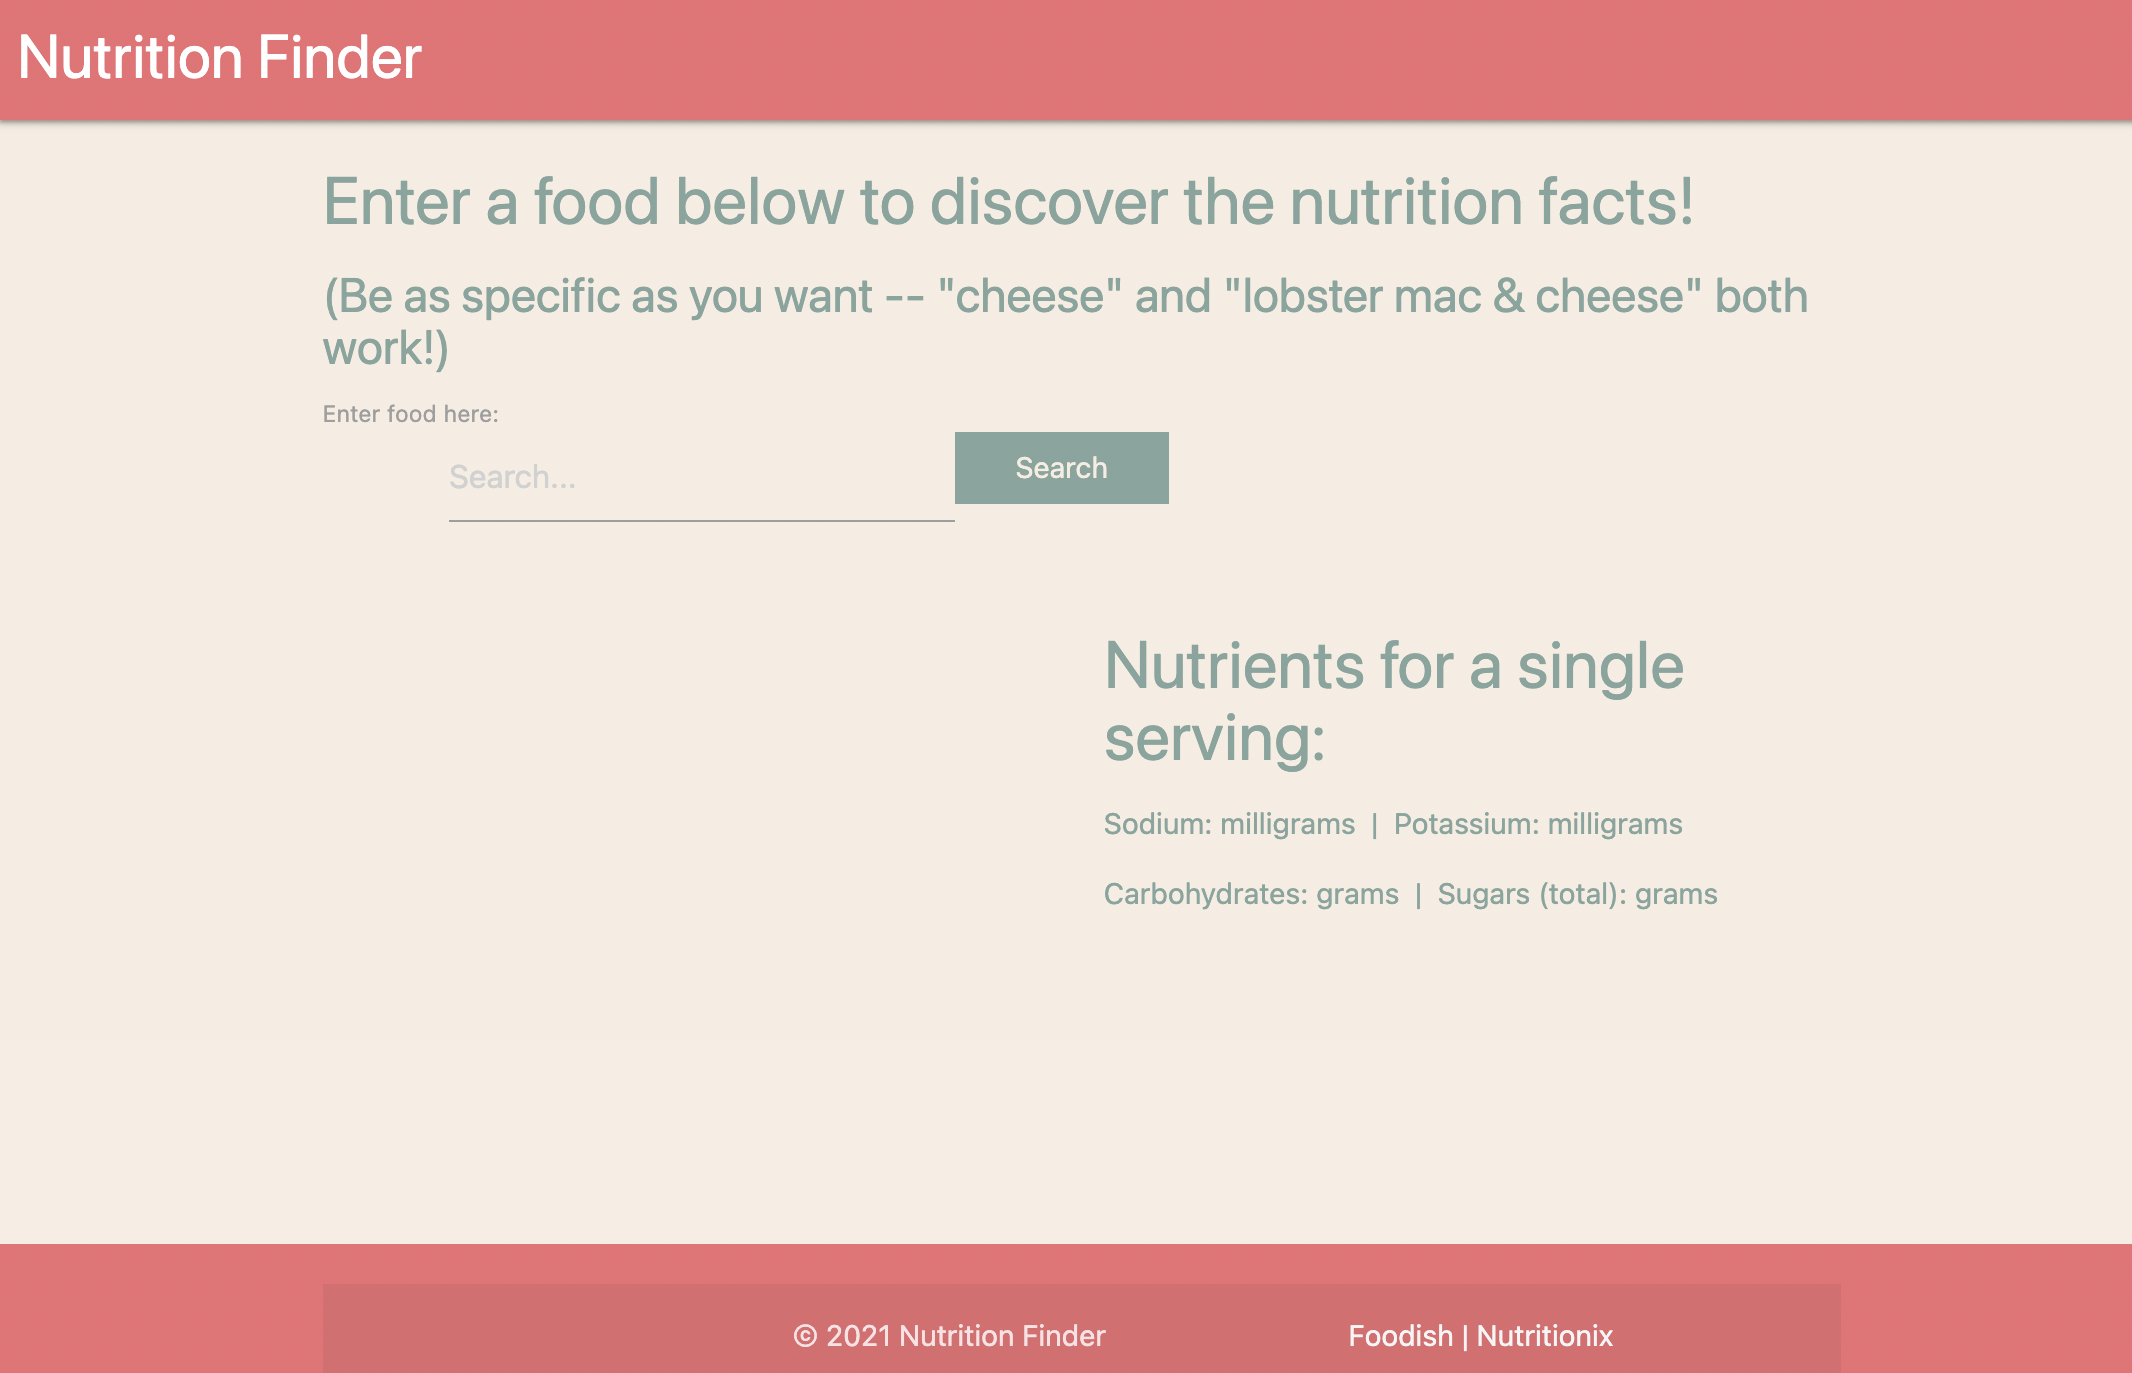 Nutrition Finder
Enter a food below to discover the nutrition facts!
(Be as specific as you want -- "cheese" and "lobster mac & cheese" both
work!)
Enter food here:
Search...
Search
Nutrients for a single
serving:
Sodium: milligrams | Potassium: milligrams
Carbohydrates: grams | Sugars (total): grams
© 2021 Nutrition Finder
Foodish | Nutritionix